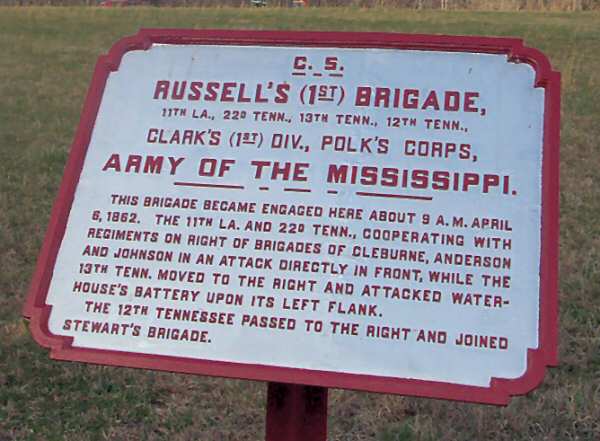 C. S.
RUSSELL'S (1ST) BRIGADE,
11TH LA., 22D TENN., 13TH TENN., 12TH TENN.,
CLARK'S (1ST) DIV., POLK'S CORPS,
ARMY OF THE MISSISSIPPI.
THIS BRIGADE BECAME ENGAGED HERE ABOUT 9 A.M. APRIL
6, 1862. THE 11TH LA. AND 22D TENN., COOPERATING WITH
REGIMENTS ON RIGHT OF BRIGADES OF CLEBURNE, ANDERSON
AND JOHNSON IN AN ATTACK DIRECTLY IN FRONT, WHILE THE
13TH TENN. MOVED TO THE RIGHT AND ATTACKED WATER-
HOUSE'S BATTERY UPON ITS LEFT FLANK.
THE 12TH TENNESSEE PASSED TO THE RIGHT AND JOINED
STEWART'S BRIGADE.